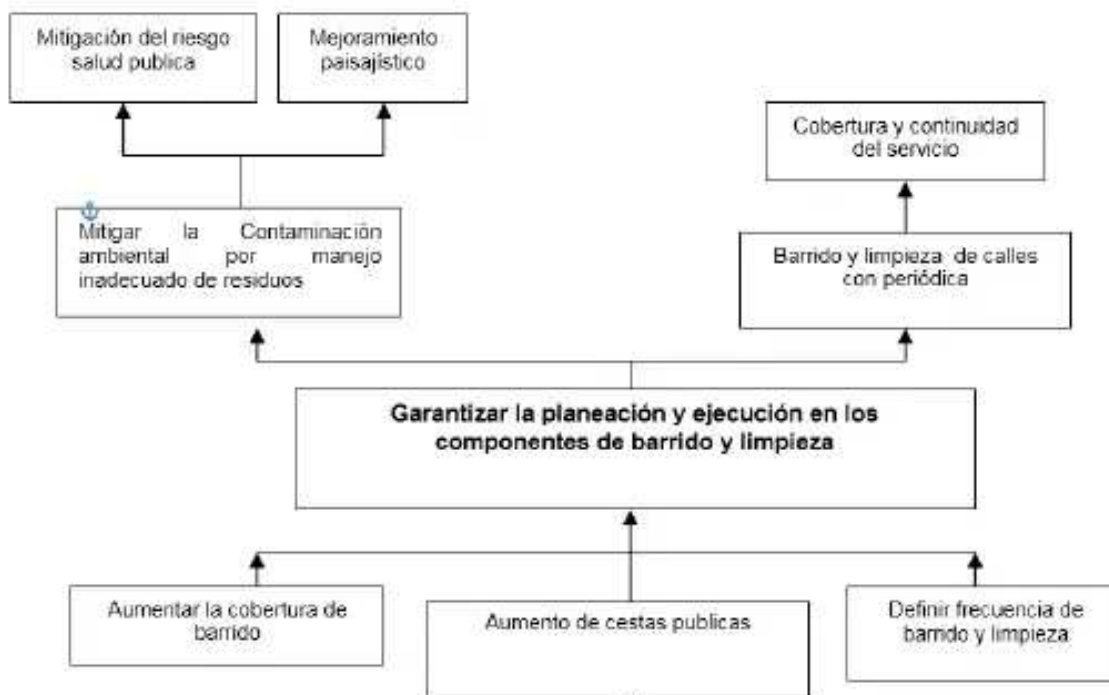 Mitigación del riesgo
salud publica
Mejoramiento
paisajístico
Cobertura y continuidad
del servicio
Mitigar la Contaminación
ambiental por manejo
inadecuado de residuos
Barrido y limpieza de calles
con periódica
Garantizar la planeación y ejecución en los
componentes de barrido y limpieza
Aumentar la cobertura de
barrido
Aumento de cestas publicas
Definir frecuencia de
barrido y limpieza